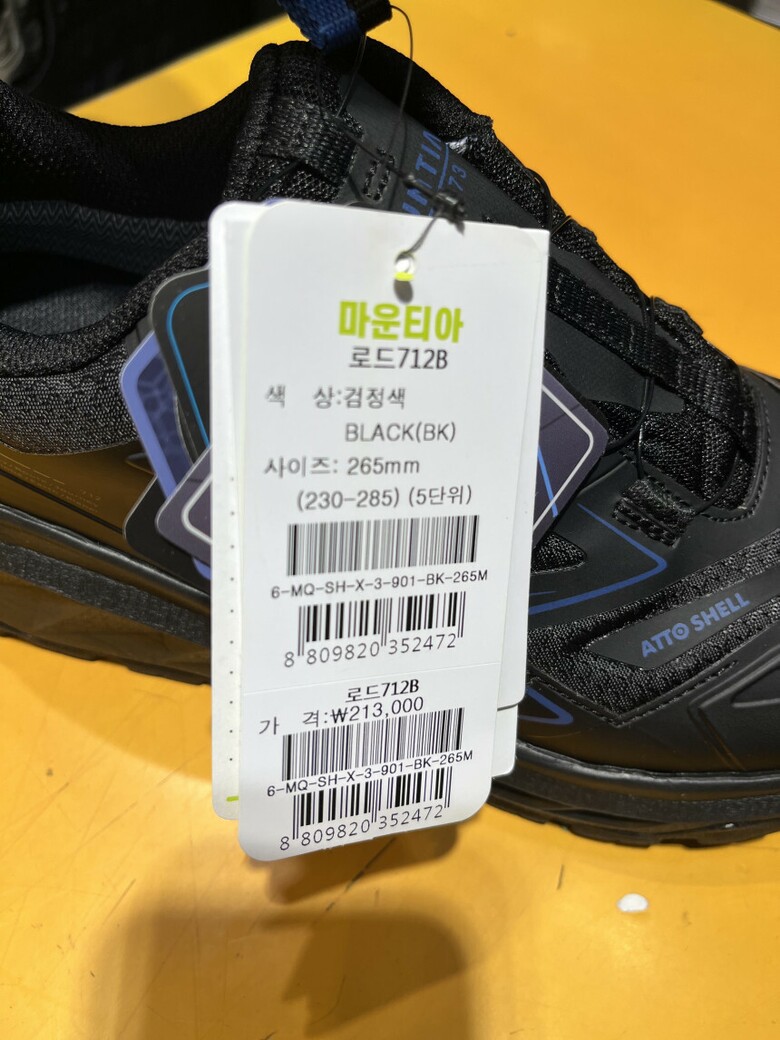 마운티아
로드712B
색 상:검정색
BLACK(BK)
사이즈: 265mm
(230-285) (5단위)
6-MQ-SH-X-3-901-BK-265M
8 809820 352472
로드712B
가 격:₩213,000
6-MQ-SH-X-3-901-BK-265M
8 809820 352472
ATTO SHELL